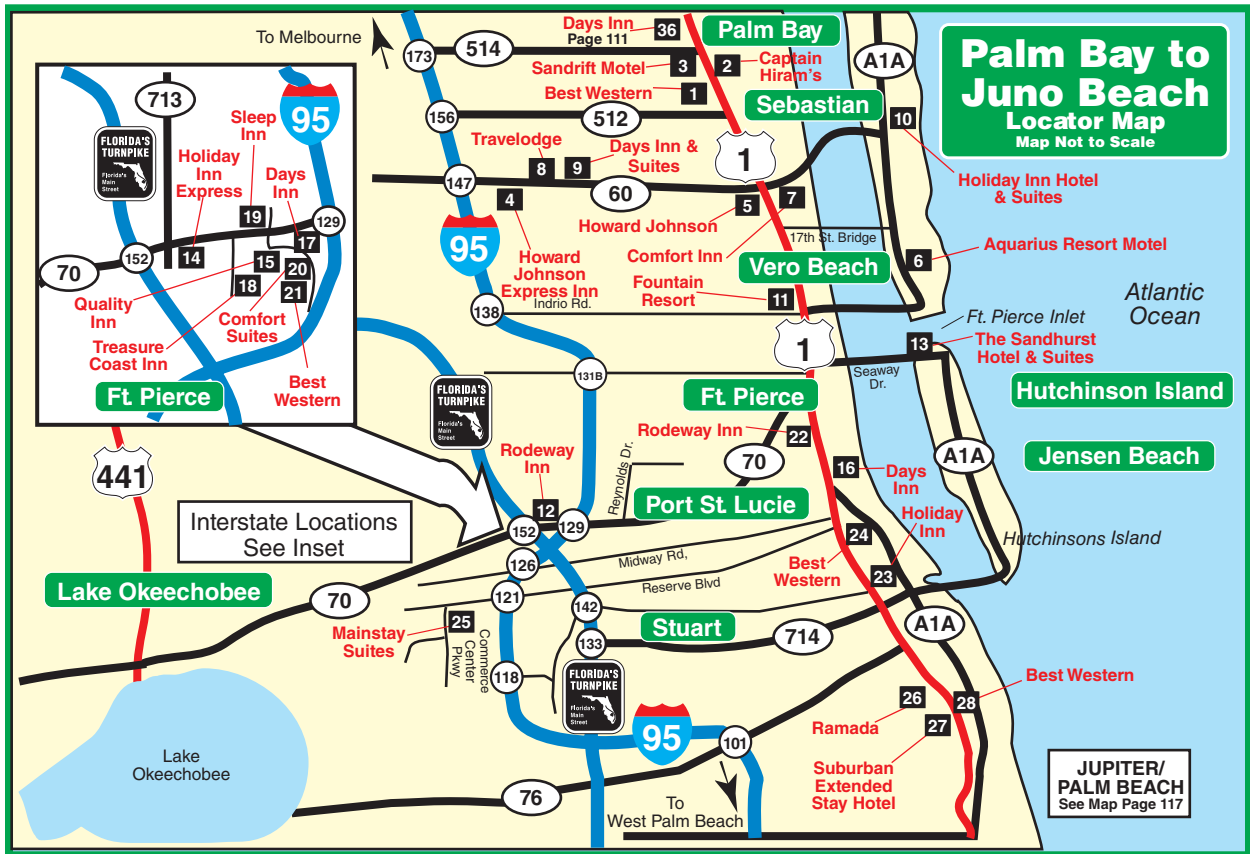 Palm Bay to
Juno Beach
Locator Map
Map Not to Scale
To Melbourne
173
514
Days Inn
Page 111
36
Palm Bay
Sandrift Motel
3
2
Captain
Hiram's
Best Western
1
Sebastian
A1A
10
Holiday Inn Hotel
& Suites
156
512
1
Travelodge
8
9
Days Inn &
Suites
147
60
4
Howard
Johnson
Express Inn
95
5
Howard Johnson
7
Comfort Inn
17th St. Bridge
6
Aquarius Resort Motel
Vero Beach
Fountain
Resort
11
138
Indrio Rd.
Atlantic
Ocean
Ft. Pierce Inlet
13
The Sandhurst
Hotel & Suites
1
Seaway
Dr.
131B
Ft. Pierce
Hutchinson Island
Jensen Beach
Rodeway Inn
22
70
A1A
FLORIDA'S
TURNPIKE
Florida's
Main
Street
Rodeway
Inn
12
Reynolds Dr.
Port St. Lucie
16
Days
Inn
Holiday
Inn
152
129
24
Best
Western
23
Hutchinsons Island
126
Midway Rd,
121
Reserve Blvd
142
133
Stuart
714
A1A
25
Mainstay
Suites
Commerce
Center
Pkwy
118
FLORIDA'S
TURNPIKE
Florida's
Main
Street
95
101
26
Ramada
28
Best Western
27
Suburban
Extended
Stay Hotel
76
To
West Palm Beach
JUPITER/
PALM BEACH
See Map Page 117
441
Lake Okeechobee
70
Lake
Okeechobee
Interstate Locations
See Inset
713
FLORIDA'S
TURNPIKE
Florida's
Main
Street
Sleep
Inn
95
Holiday
Inn
Express
Days
Inn
19
129
17
14
15
20
18
21
152
70
Quality
Inn
Treasure
Coast Inn
Comfort
Suites
Best
Western
Ft. Pierce